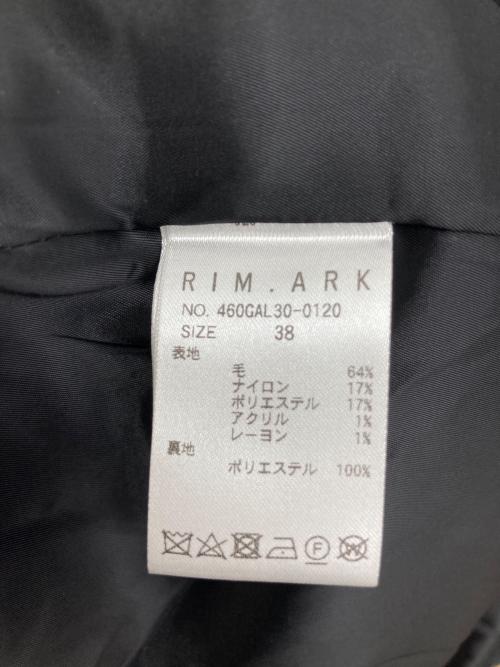 RIM.ARK
NO. 460GAL30-0120
SIZE 38
表地
毛 64%
ナイロン 17%
ポリエステル 17%
アクリル 1%
レーヨン 1%
裏地
ポリエステル 100%
F
W